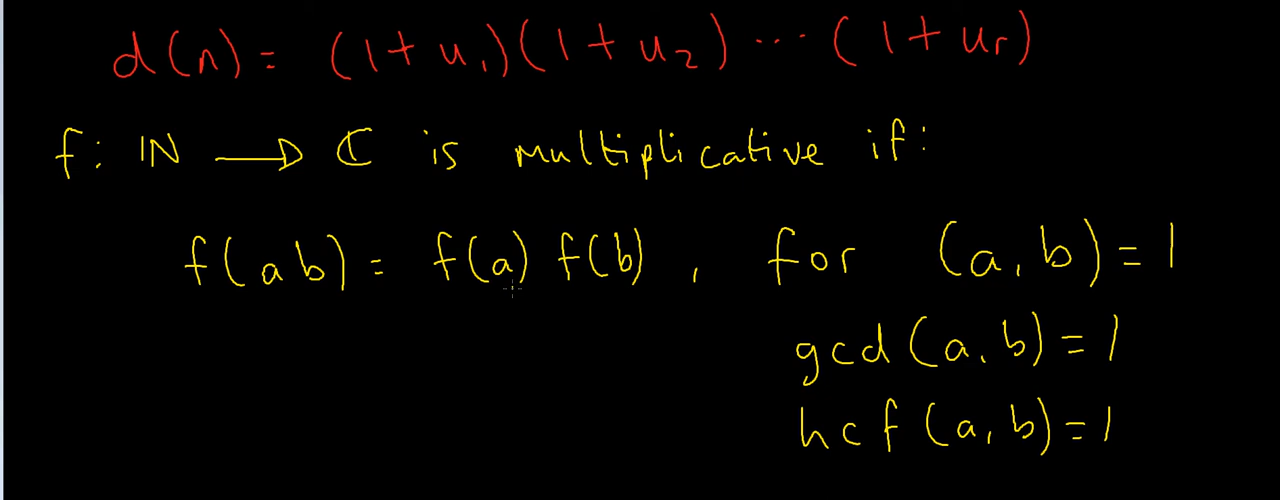 d(n) = (1+u₁)(1+u₂) ... (1+uᵣ)
f: ℕ → ℂ is multiplicative if:
f(ab) = f(a) f(b), for (a,b)=1
gcd(a,b)=1
hcf(a,b)=1